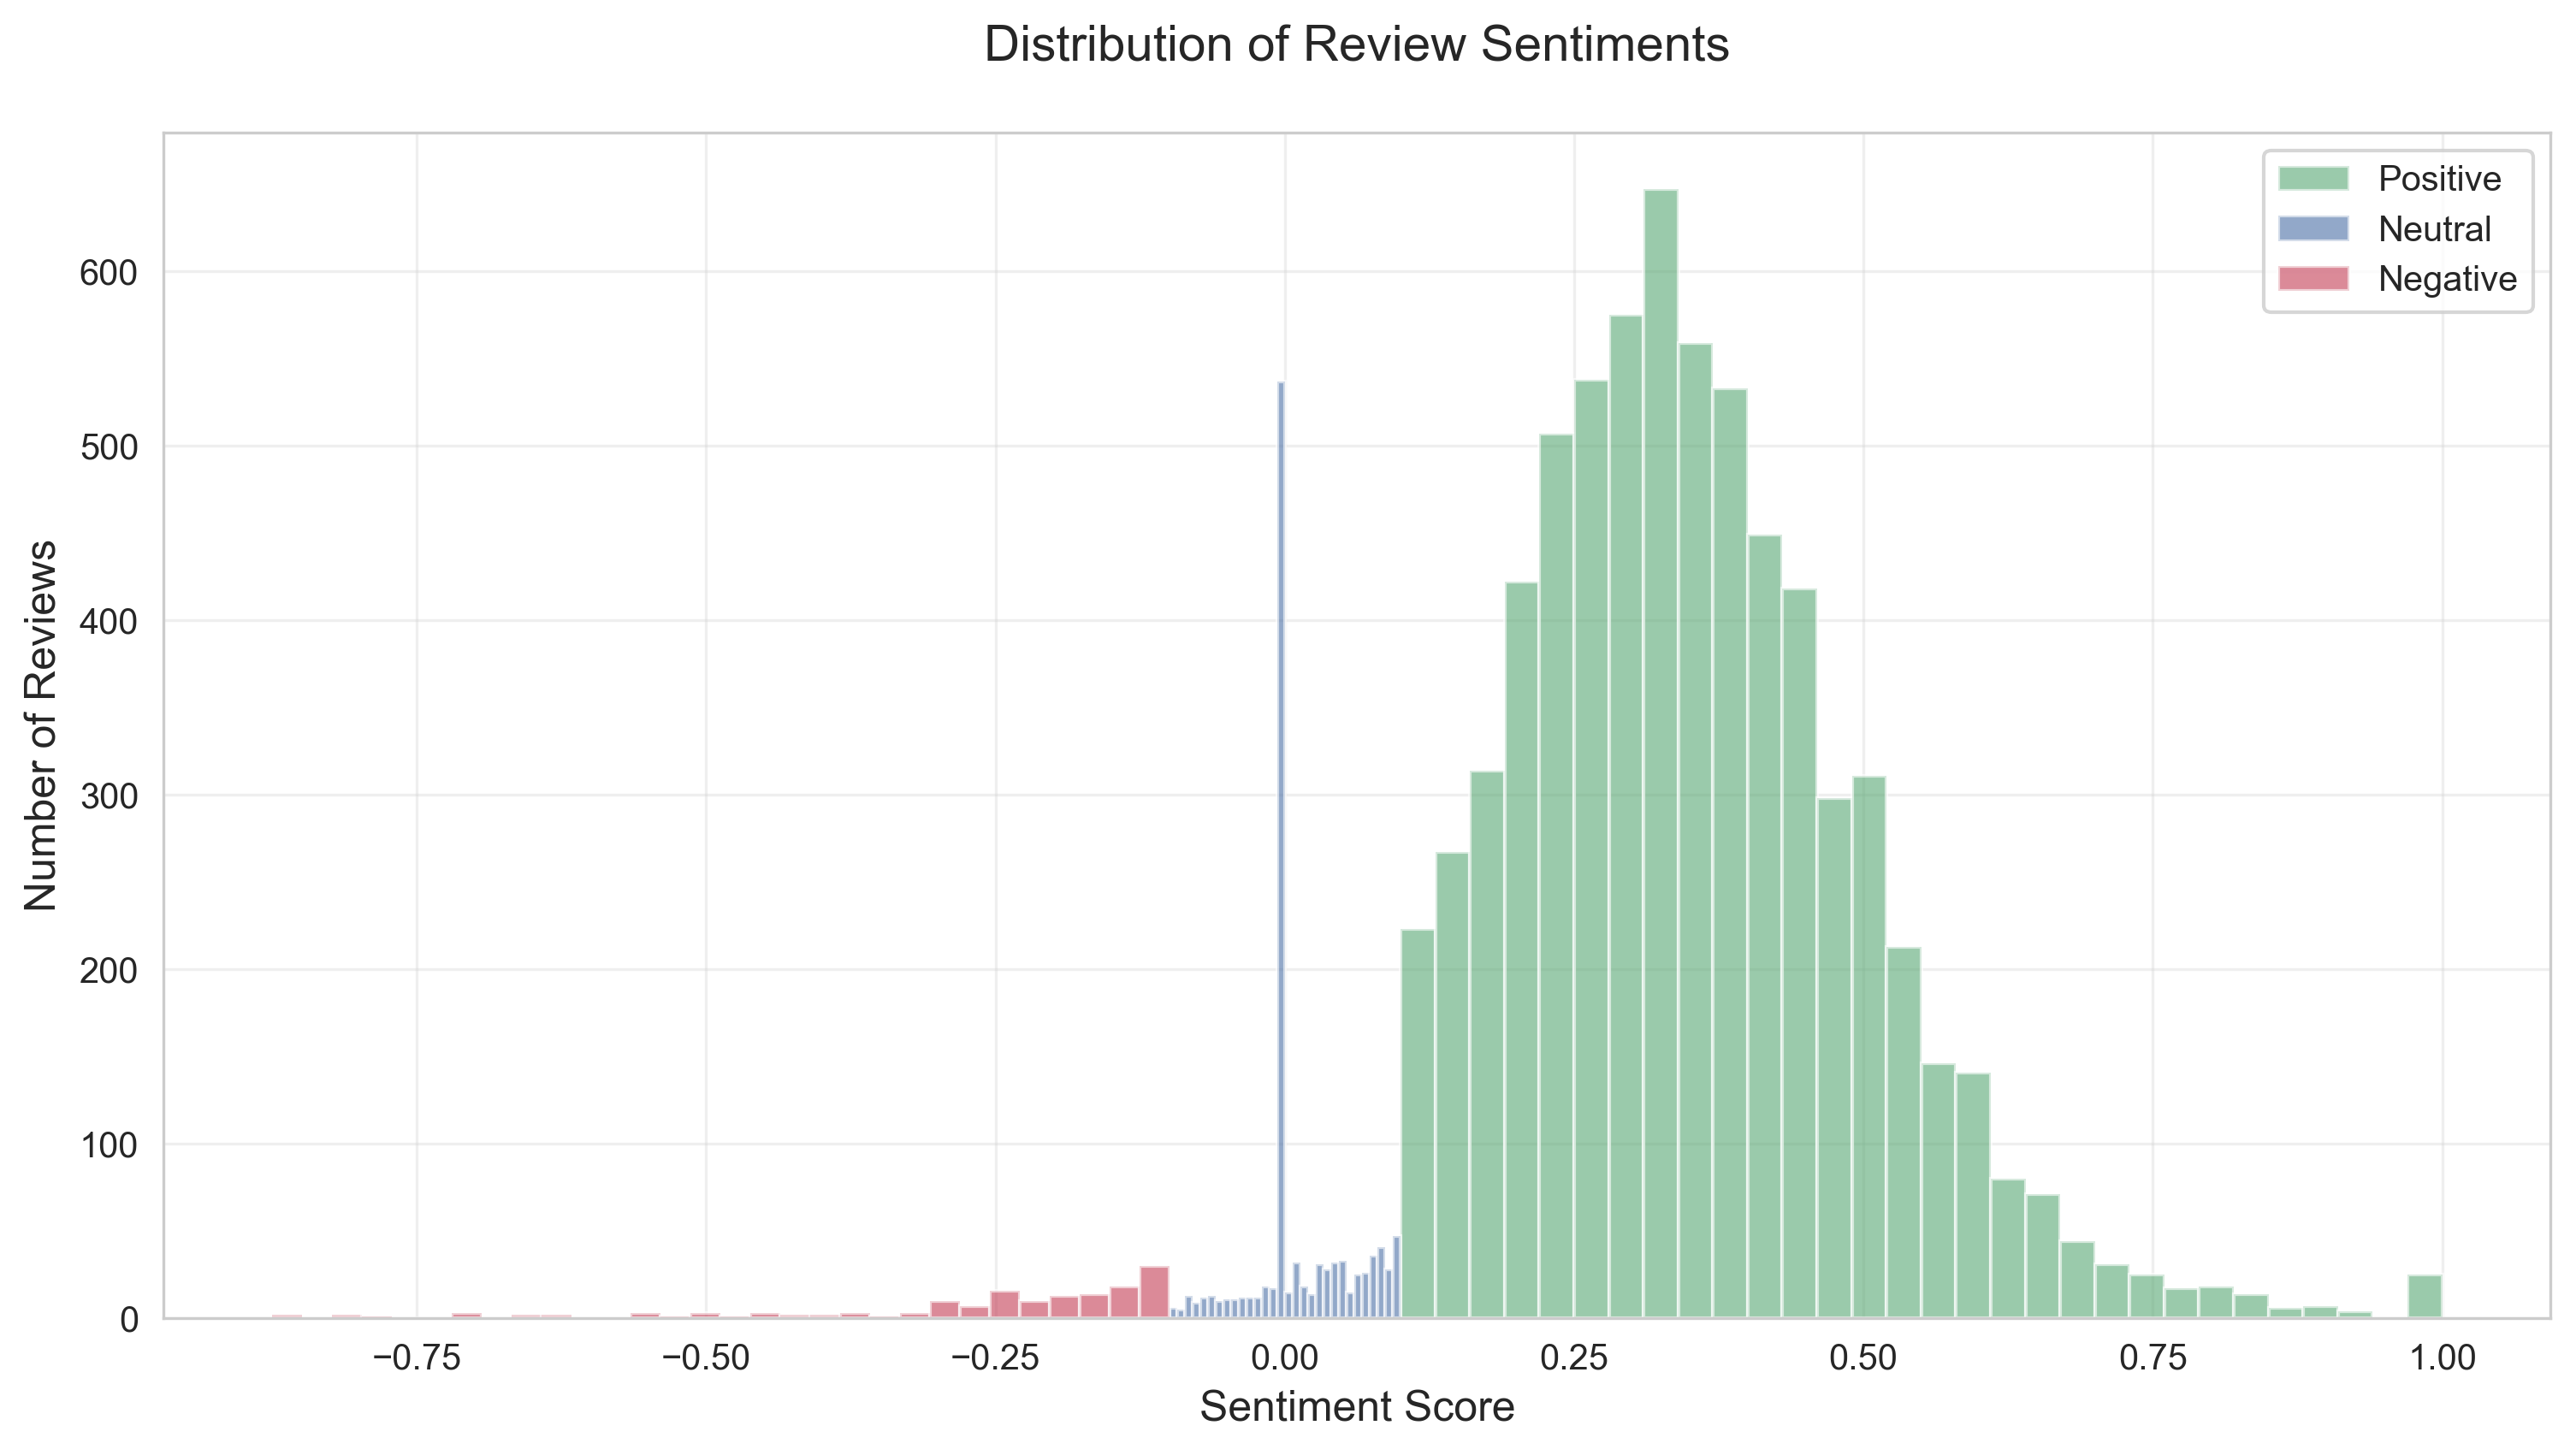 Distribution of Review Sentiments
Positive
Neutral
Negative
600
500
400
300
200
100
0
Number of Reviews
−0.75 −0.50 −0.25 0.00 0.25 0.50 0.75 1.00
Sentiment Score